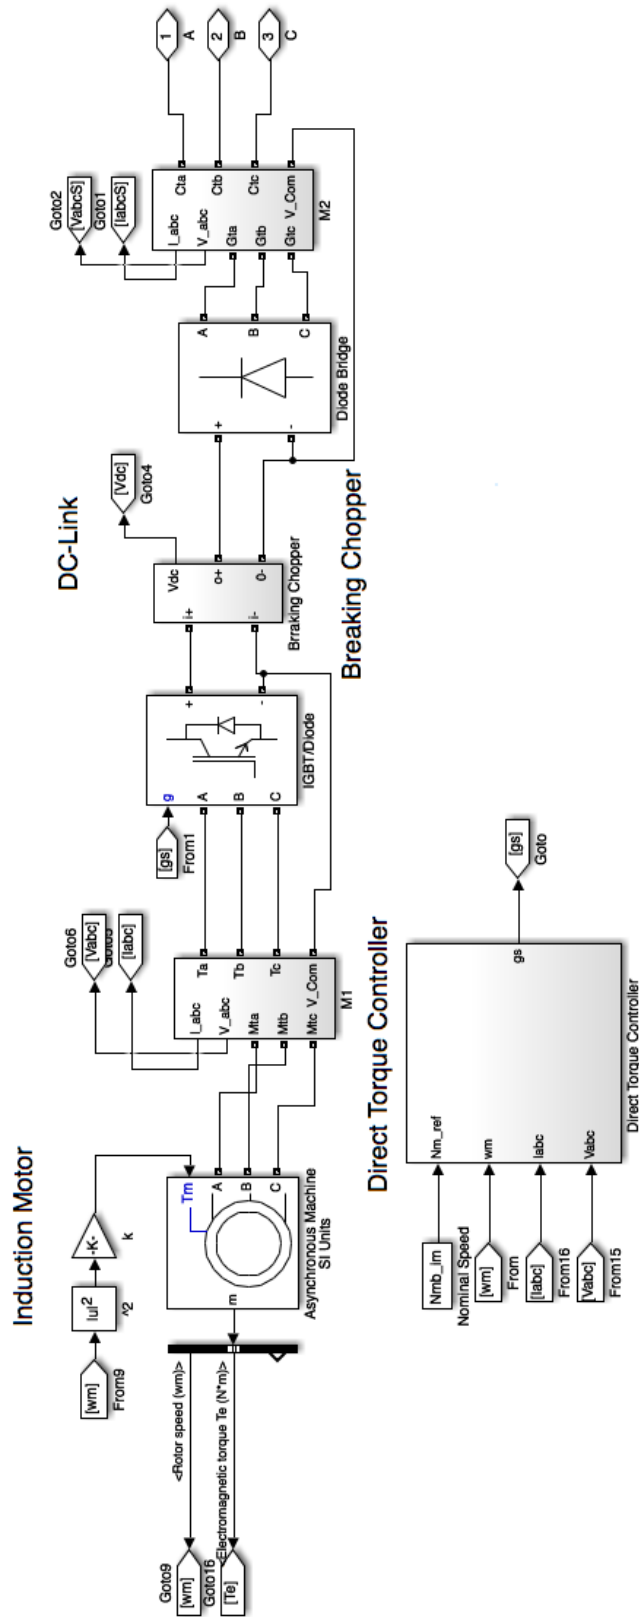 Induction Motor
DC-Link
Breaking Chopper
Direct Torque Controller
[wm]
From9
|u|²
^2
-K-
k
Goto9
[wm]
Goto16
[Te]
<Rotor speed (wm)>
<Electromagnetic torque Te (N*m)>
m
Tm
A
B
C
Asynchronous Machine
SI Units
Goto6
[Vabc]
[Iabc]
I_abc
V_abc
Mta
Mtb
Mtc
Ta
Tb
Tc
V_Com
M1
[gs]
From1
g
A
B
C
+
-
IGBT/Diode
i+
i-
Vdc
o+
0-
Brraking Chopper
[Vdc]
Goto4
+
-
A
B
C
Diode Bridge
Goto2
[VabcS]
Goto1
[IabcS]
I_abc
V_abc
Gta
Gtb
Gtc
Cta
Ctb
Ctc
V_Com
M2
1
A
2
B
3
C
Nmb_Im
Nominal Speed
[wm]
From
[Iabc]
From16
[Vabc]
From15
Nm_ref
wm
Iabc
Vabc
gs
Direct Torque Controller
[gs]
Goto